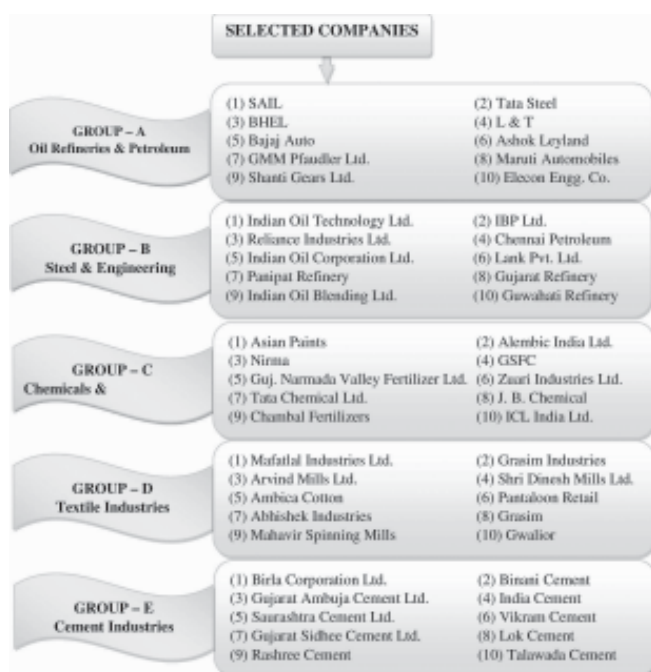 SELECTED COMPANIES
GROUP – A
Oil Refineries & Petroleum
(1) SAIL (2) Tata Steel
(3) BHEL (4) L & T
(5) Bajaj Auto (6) Ashok Leyland
(7) GMM Pfaudler Ltd. (8) Maruti Automobiles
(9) Shanti Gears Ltd. (10) Elecon Engg. Co.
GROUP – B
Steel & Engineering
(1) Indian Oil Technology Ltd. (2) IBP Ltd.
(3) Reliance Industries Ltd. (4) Chennai Petroleum
(5) Indian Oil Corporation Ltd. (6) Lank Pvt. Ltd.
(7) Panipat Refinery (8) Gujarat Refinery
(9) Indian Oil Blending Ltd. (10) Guwahati Refinery
GROUP – C
Chemicals &
(1) Asian Paints (2) Alembic India Ltd.
(3) Nirma (4) GSFC
(5) Guj. Narmada Valley Fertilizer Ltd. (6) Zuari Industries Ltd.
(7) Tata Chemical Ltd. (8) J. B. Chemical
(9) Chambal Fertilizers (10) ICL India Ltd.
GROUP – D
Textile Industries
(1) Mafatlal Industries Ltd. (2) Grasim Industries
(3) Arvind Mills Ltd. (4) Shri Dinesh Mills Ltd.
(5) Ambica Cotton (6) Pantaloon Retail
(7) Abhishek Industries (8) Grasim
(9) Mahavir Spinning Mills (10) Gwalior
GROUP – E
Cement Industries
(1) Birla Corporation Ltd. (2) Binani Cement
(3) Gujarat Ambuja Cement Ltd. (4) India Cement
(5) Saurashtra Cement Ltd. (6) Vikram Cement
(7) Gujarat Sidhee Cement Ltd. (8) Lok Cement
(9) Rashree Cement (10) Talawada Cement